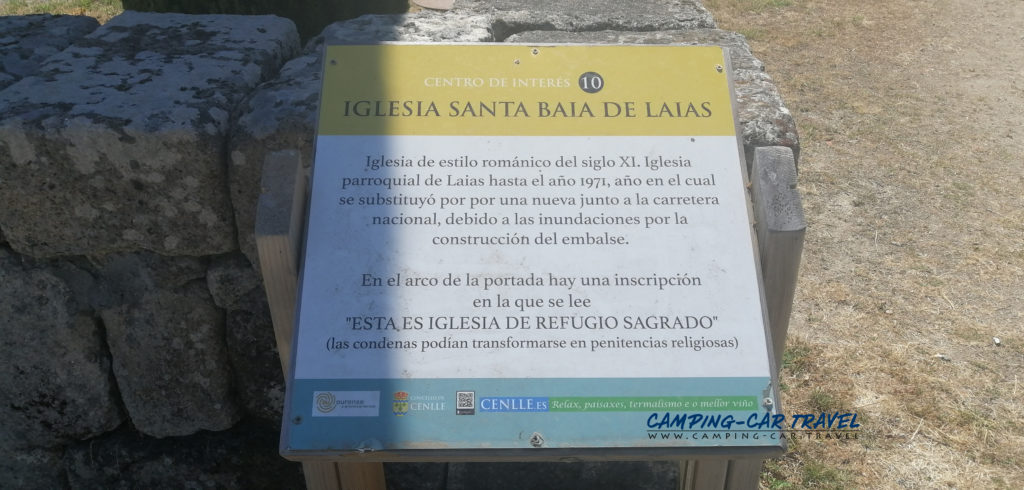 CENTRO DE INTERÉS 10
IGLESIA SANTA BAIA DE LAIAS
Iglesia de estilo románico del siglo XI. Iglesia
parroquial de Laias hasta el año 1971, año en el cual
se substituyó por por una nueva junto a la carretera
nacional, debido a las inundaciones por la
construcción del embalse.
En el arco de la portada hay una inscripción
en la que se lee
"ESTA ES IGLESIA DE REFUGIO SAGRADO"
(las condenas podían transformarse en penitencias religiosas)
ourense
CONCELLO DE
CENLLE
CENLLE.ES Relax, paisaxes, termalismo e o mellor viño
CAMPING-CAR TRAVEL
WWW.CAMPING-CAR.TRAVEL